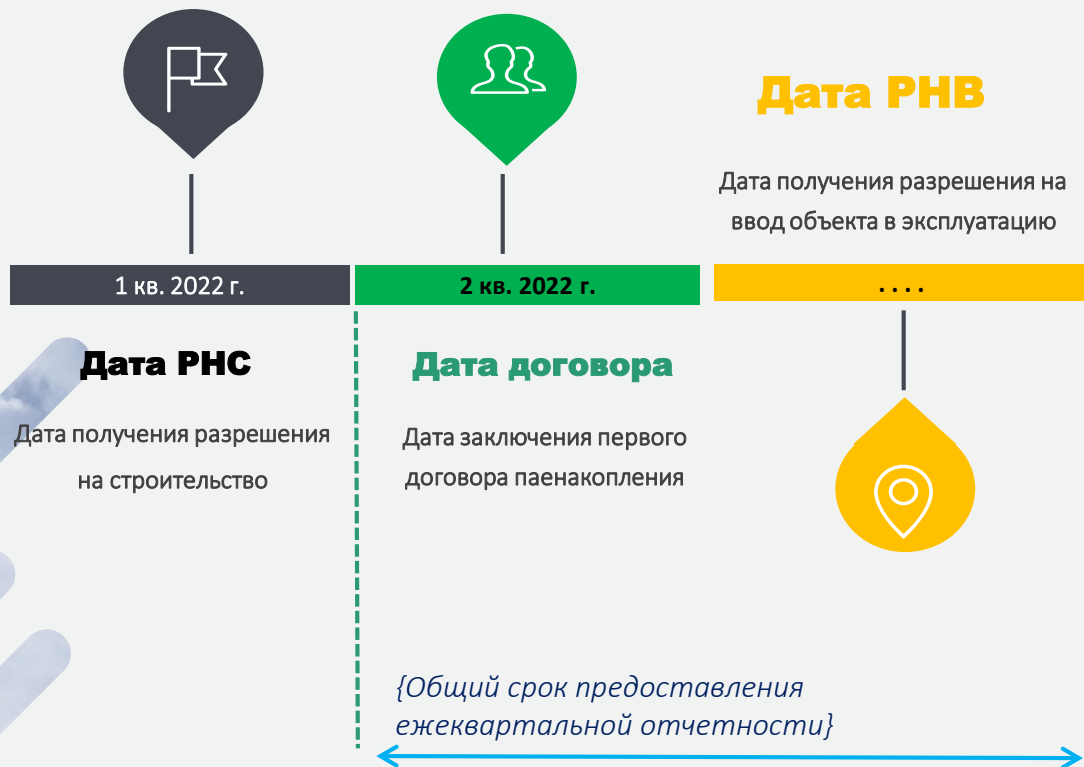 Дата РНВ
Дата получения разрешения на
ввод объекта в эксплуатацию
1 кв. 2022 г.
2 кв. 2022 г.
. . . .
Дата РНС
Дата получения разрешения
на строительство
Дата договора
Дата заключения первого
договора паенакопления
{Общий срок предоставления
ежеквартальной отчетности}